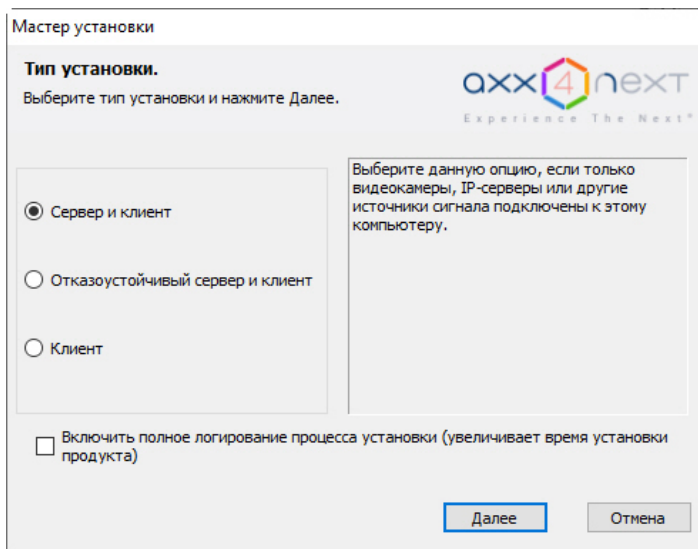 Мастер установки
Тип установки.
Выберите тип установки и нажмите Далее.
axx4next
Experience The Next®
Сервер и клиент
Отказоустойчивый сервер и клиент
Клиент
Выберите данную опцию, если только
видеокамеры, IP-серверы или другие
источники сигнала подключены к этому
компьютеру.
Включить полное логирование процесса установки (увеличивает время установки
продукта)
Далее
Отмена